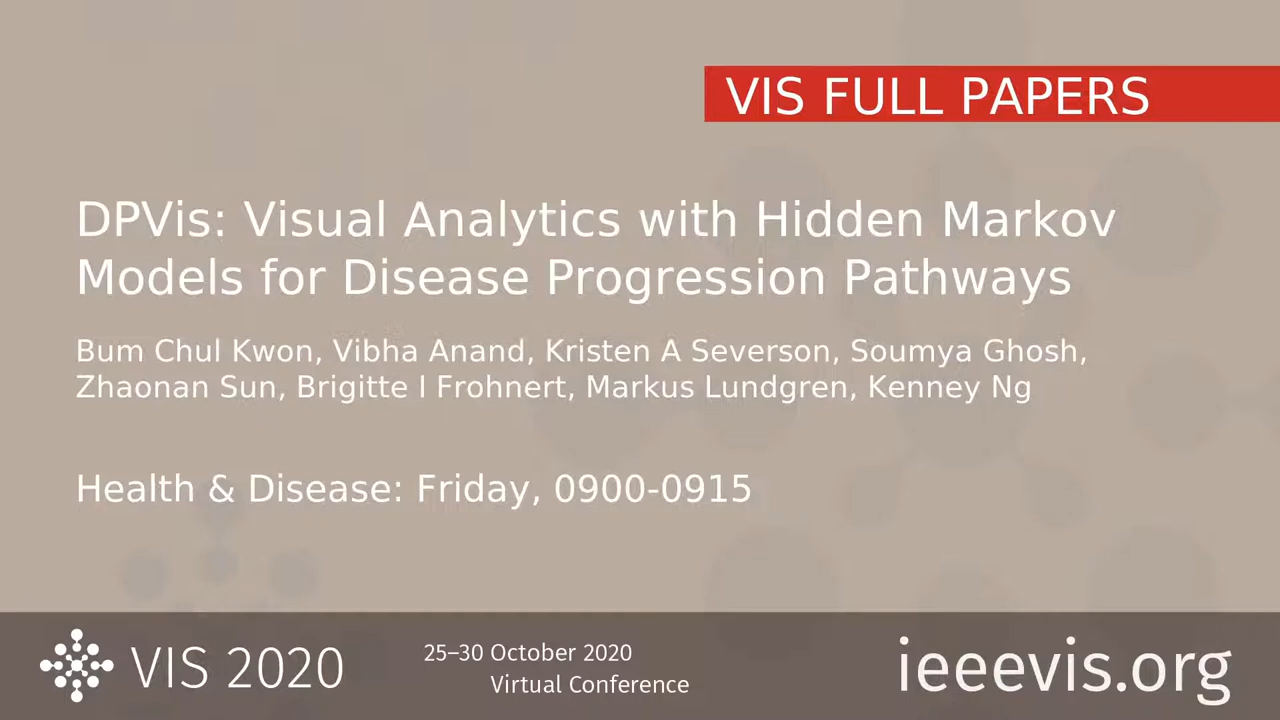 VIS FULL PAPERS
DPVis: Visual Analytics with Hidden Markov
Models for Disease Progression Pathways
Bum Chul Kwon, Vibha Anand, Kristen A Severson, Soumya Ghosh,
Zhaonan Sun, Brigitte I Frohnert, Markus Lundgren, Kenney Ng
Health & Disease: Friday, 0900-0915
VIS 2020
25–30 October 2020
Virtual Conference
ieeevis.org